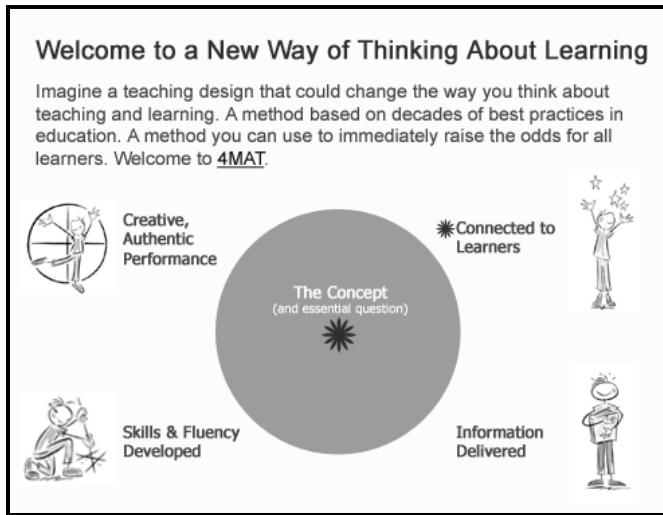 Welcome to a New Way of Thinking About Learning
Imagine a teaching design that could change the way you think about
teaching and learning. A method based on decades of best practices in
education. A method you can use to immediately raise the odds for all
learners. Welcome to 4MAT.
Creative,
Authentic
Performance
Connected to
Learners
The Concept
(and essential question)
Skills & Fluency
Developed
Information
Delivered